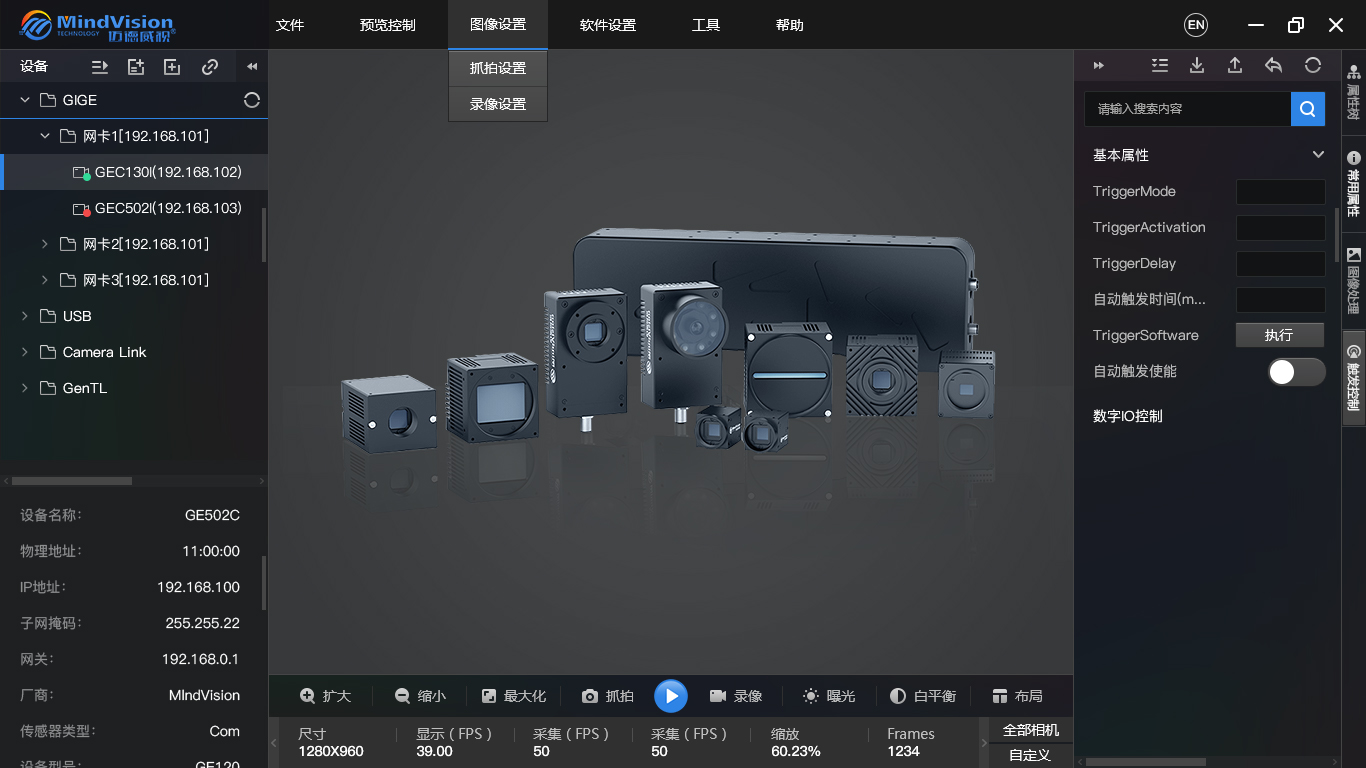 MindVision
TECHNOLOGY 迈德威视®
文件 预览控制 图像设置 软件设置 工具 帮助 EN
抓拍设置
录像设置
设备
GIGE
网卡1[192.168.101]
GEC130I(192.168.102)
GEC502I(192.168.103)
网卡2[192.168.101]
网卡3[192.168.101]
USB
Camera Link
GenTL
设备名称: GE502C
物理地址: 11:00:00
IP地址: 192.168.100
子网掩码: 255.255.22
网关: 192.168.0.1
厂商: MIndVision
传感器类型: Com
设备型号: GE120
扩大 缩小 最大化 抓拍 录像 曝光 白平衡 布局
尺寸 显示 ( FPS ) 采集 ( FPS ) 采集 ( FPS ) 缩放 Frames
1280X960 39.00 50 50 60.23% 1234
全部相机
自定义
请输入搜索内容
基本属性
TriggerMode
TriggerActivation
TriggerDelay
自动触发时间(m...
TriggerSoftware 执行
自动触发使能
数字IO控制
属性树
常用属性
图像处理
触发控制